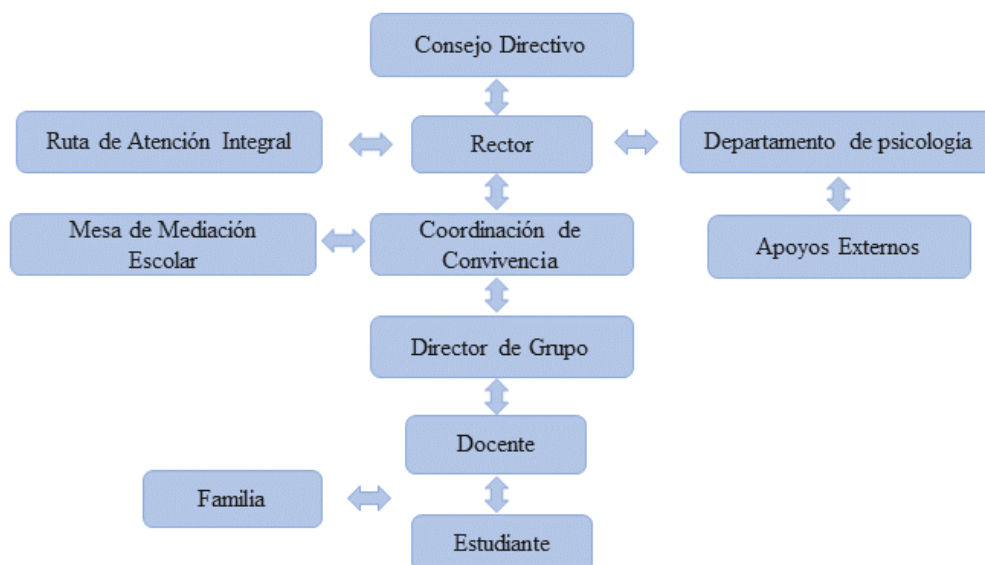 Consejo Directivo
Ruta de Atención Integral
Rector
Departamento de psicología
Mesa de Mediación
Escolar
Coordinación de
Convivencia
Apoyos Externos
Director de Grupo
Docente
Familia
Estudiante